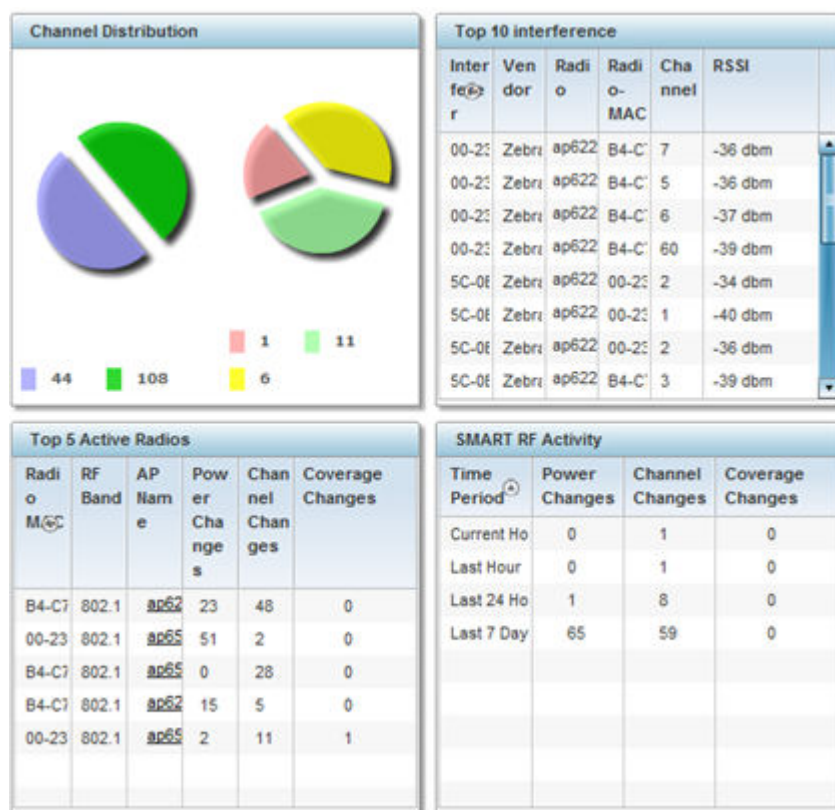 Channel Distribution
1 11
44 108 6
Top 10 interference
Inter Ven Radi Radi Cha RSSI
fe dor o o- nnel
r MAC
00-23 Zebra ap622 B4-C7 7 -36 dbm
00-23 Zebra ap622 B4-C7 5 -36 dbm
00-23 Zebra ap622 B4-C7 6 -37 dbm
00-23 Zebra ap622 B4-C7 60 -39 dbm
5C-0E Zebra ap622 00-23 2 -34 dbm
5C-0E Zebra ap622 00-23 1 -40 dbm
5C-0E Zebra ap622 00-23 2 -36 dbm
5C-0E Zebra ap622 B4-C7 3 -39 dbm
Top 5 Active Radios
Radi RF AP Pow Chan Coverage
o Band Nam er nel Changes
MAC e Cha Chan
nge ges
s
B4-C7 802.1 ap62 23 48 0
00-23 802.1 ap65 51 2 0
B4-C7 802.1 ap65 0 28 0
B4-C7 802.1 ap62 15 5 0
00-23 802.1 ap65 2 11 1
SMART RF Activity
Time Power Channel Coverage
Period Changes Changes Changes
Current Ho 0 1 0
Last Hour 0 1 0
Last 24 Ho 1 8 0
Last 7 Day 65 59 0